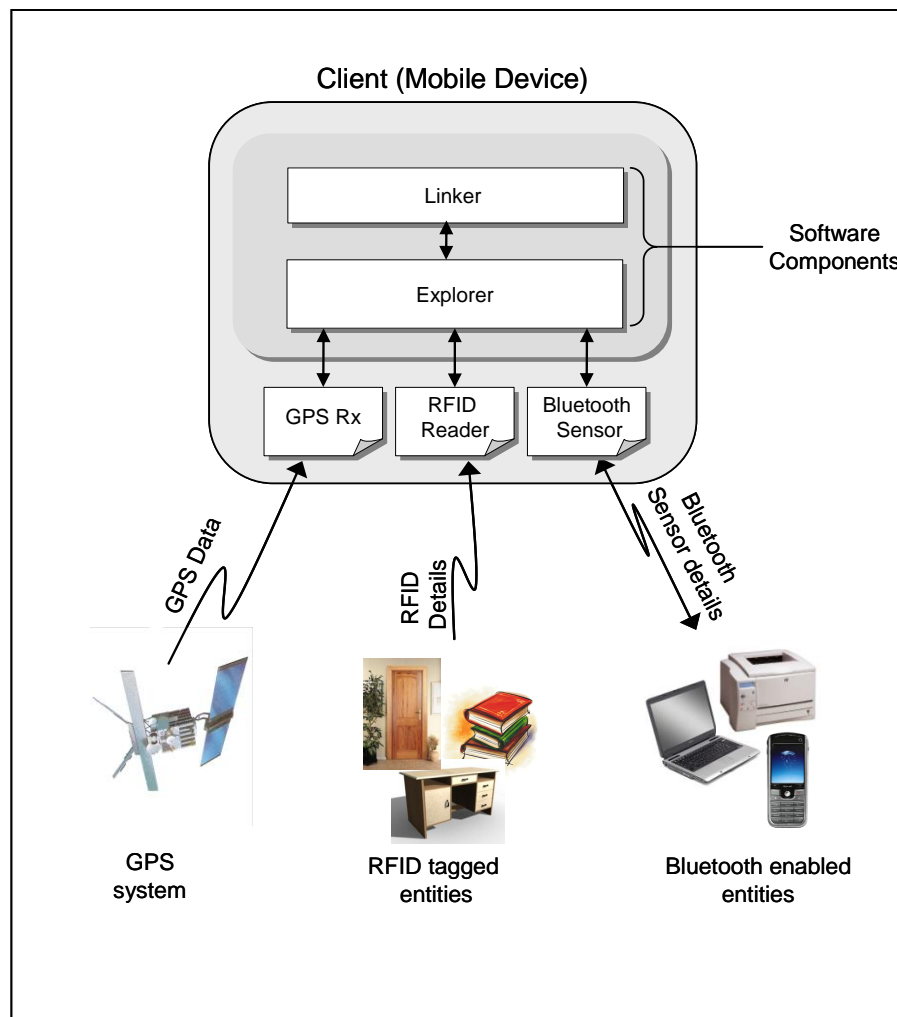 Client (Mobile Device)
Linker
Software
Components
Explorer
GPS Rx
RFID
Reader
Bluetooth
Sensor
GPS Data
RFID
Details
Bluetooth
Sensor details
GPS
system
RFID tagged
entities
Bluetooth enabled
entities